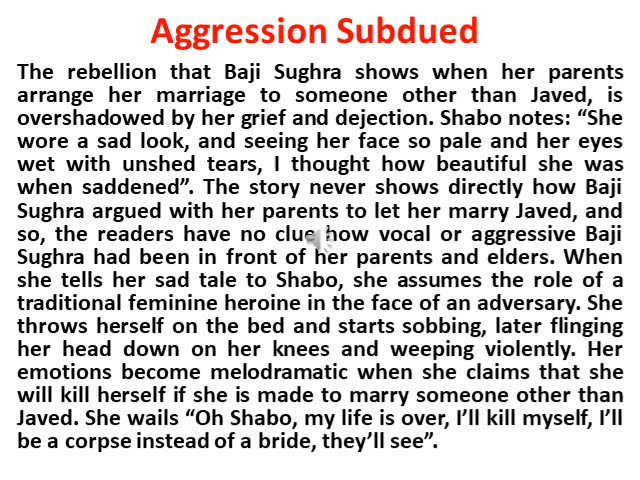 Aggression Subdued
The rebellion that Baji Sughra shows when her parents
arrange her marriage to someone other than Javed, is
overshadowed by her grief and dejection. Shabo notes: “She
wore a sad look, and seeing her face so pale and her eyes
wet with unshed tears, I thought how beautiful she was
when saddened”. The story never shows directly how Baji
Sughra argued with her parents to let her marry Javed, and
so, the readers have no clue how vocal or aggressive Baji
Sughra had been in front of her parents and elders. When
she tells her sad tale to Shabo, she assumes the role of a
traditional feminine heroine in the face of an adversary. She
throws herself on the bed and starts sobbing, later flinging
her head down on her knees and weeping violently. Her
emotions become melodramatic when she claims that she
will kill herself if she is made to marry someone other than
Javed. She wails “Oh Shabo, my life is over, I’ll kill myself, I’ll
be a corpse instead of a bride, they’ll see”.